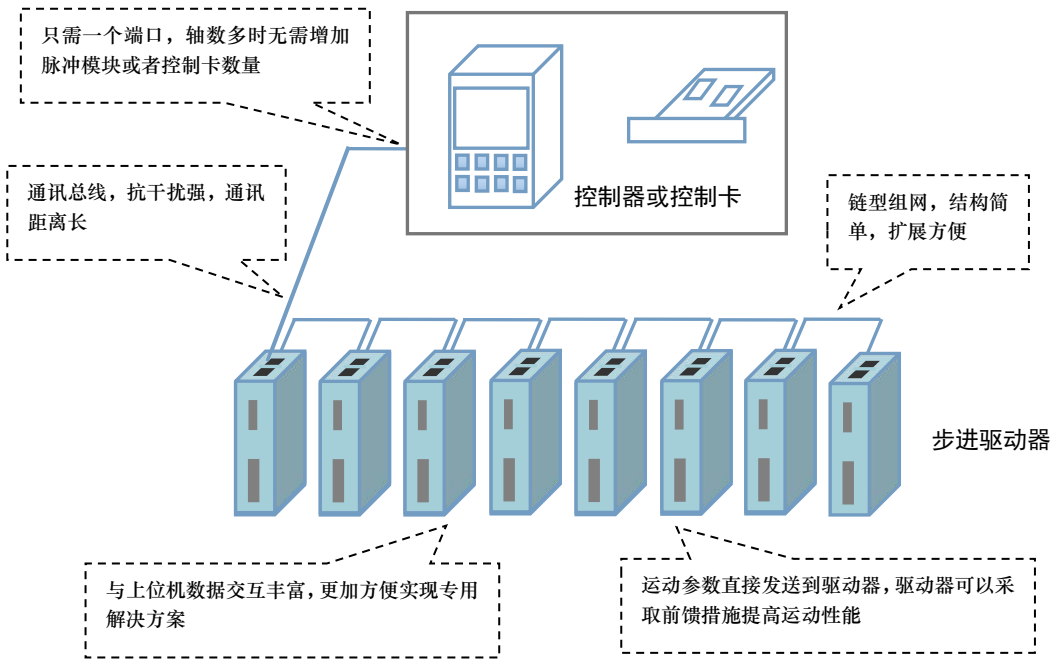 只需一个端口，轴数多时无需增加
脉冲模块或者控制卡数量
通讯总线，抗干扰强，通讯
距离长
控制器或控制卡
链型组网，结构简
单，扩展方便
步进驱动器
与上位机数据交互丰富，更加方便实现专用
解决方案
运动参数直接发送到驱动器，驱动器可以采
取前馈措施提高运动性能